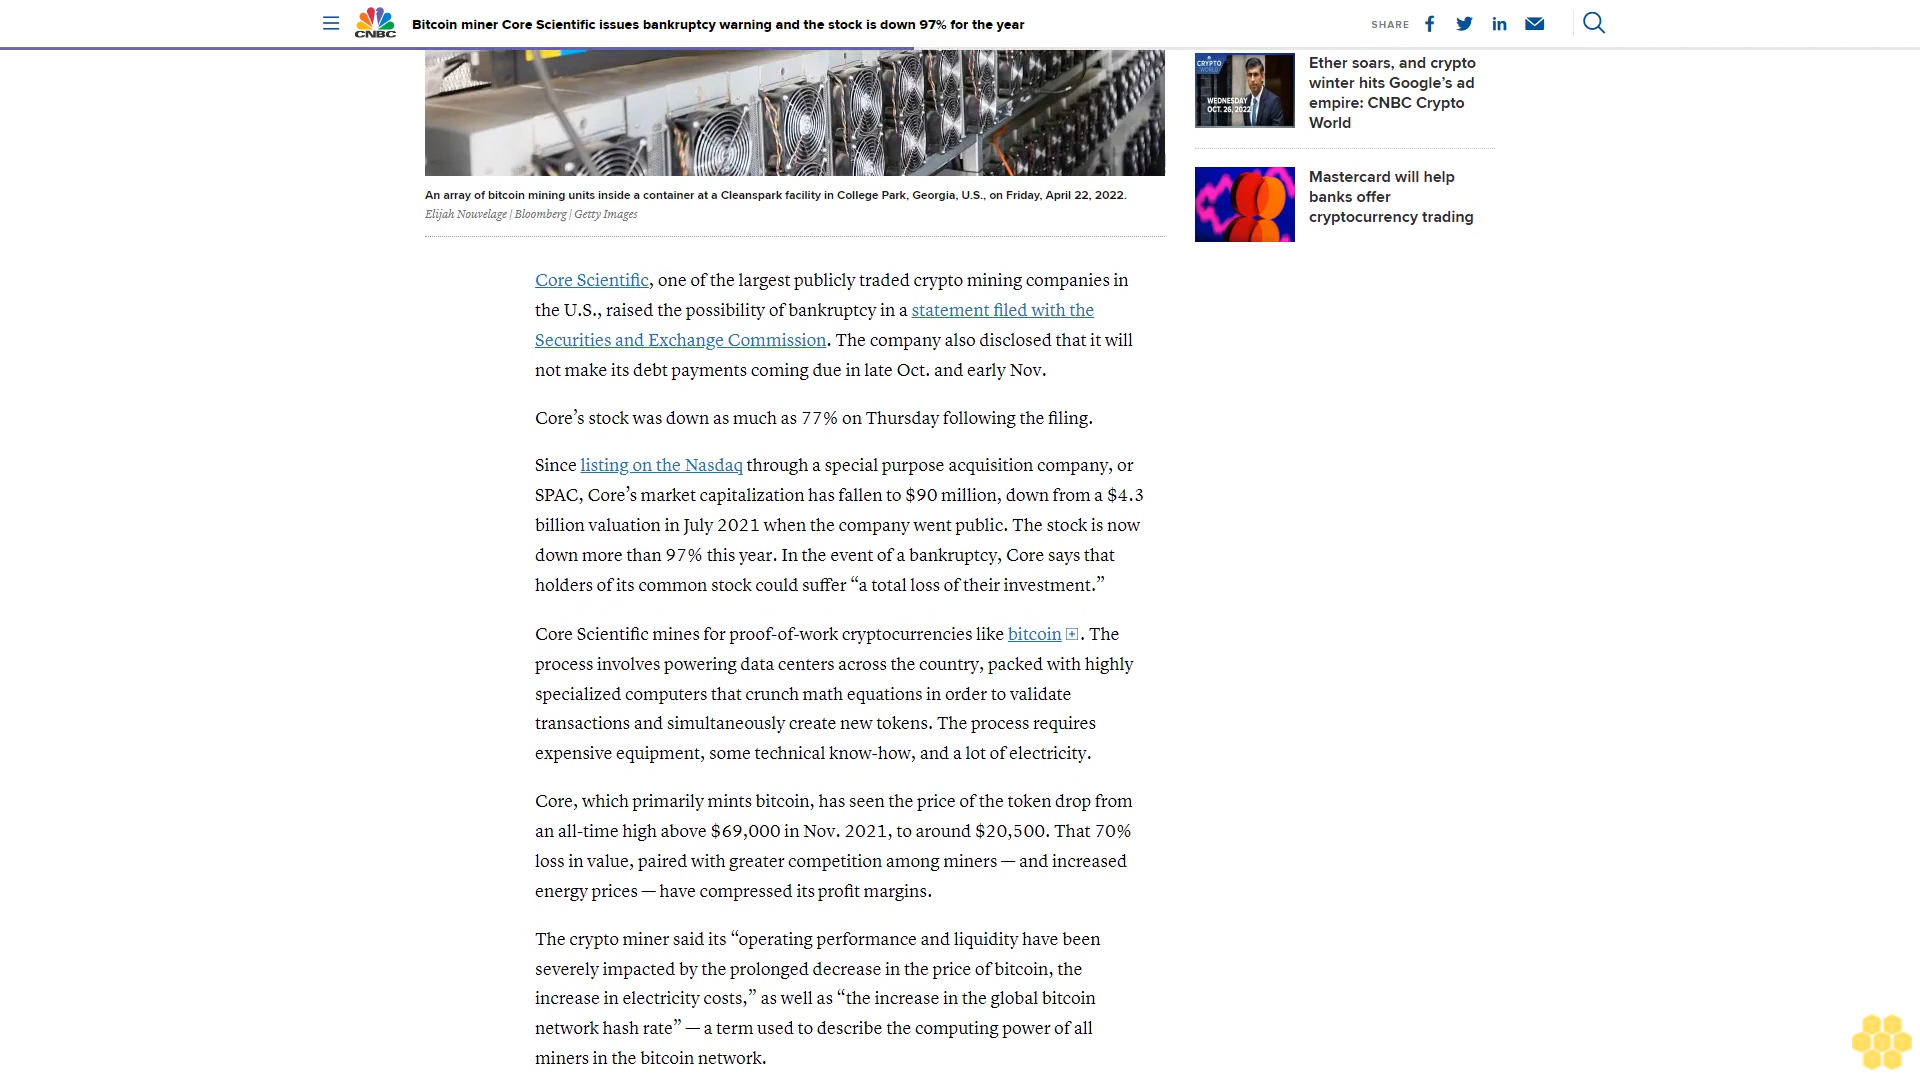 CNBC
Bitcoin miner Core Scientific issues bankruptcy warning and the stock is down 97% for the year
SHARE
An array of bitcoin mining units inside a container at a Cleanspark facility in College Park, Georgia, U.S., on Friday, April 22, 2022.
Elijah Nouvelage | Bloomberg | Getty Images
Core Scientific, one of the largest publicly traded crypto mining companies in
the U.S., raised the possibility of bankruptcy in a statement filed with the
Securities and Exchange Commission. The company also disclosed that it will
not make its debt payments coming due in late Oct. and early Nov.
Core’s stock was down as much as 77% on Thursday following the filing.
Since listing on the Nasdaq through a special purpose acquisition company, or
SPAC, Core’s market capitalization has fallen to $90 million, down from a $4.3
billion valuation in July 2021 when the company went public. The stock is now
down more than 97% this year. In the event of a bankruptcy, Core says that
holders of its common stock could suffer “a total loss of their investment.”
Core Scientific mines for proof-of-work cryptocurrencies like bitcoin. The
process involves powering data centers across the country, packed with highly
specialized computers that crunch math equations in order to validate
transactions and simultaneously create new tokens. The process requires
expensive equipment, some technical know-how, and a lot of electricity.
Core, which primarily mints bitcoin, has seen the price of the token drop from
an all-time high above $69,000 in Nov. 2021, to around $20,500. That 70%
loss in value, paired with greater competition among miners — and increased
energy prices — have compressed its profit margins.
The crypto miner said its “operating performance and liquidity have been
severely impacted by the prolonged decrease in the price of bitcoin, the
increase in electricity costs,” as well as “the increase in the global bitcoin
network hash rate” — a term used to describe the computing power of all
miners in the bitcoin network.
CRYPTO
WORLD
WEDNESDAY
OCT. 26, 2022
Ether soars, and crypto
winter hits Google’s ad
empire: CNBC Crypto
World
Mastercard will help
banks offer
cryptocurrency trading